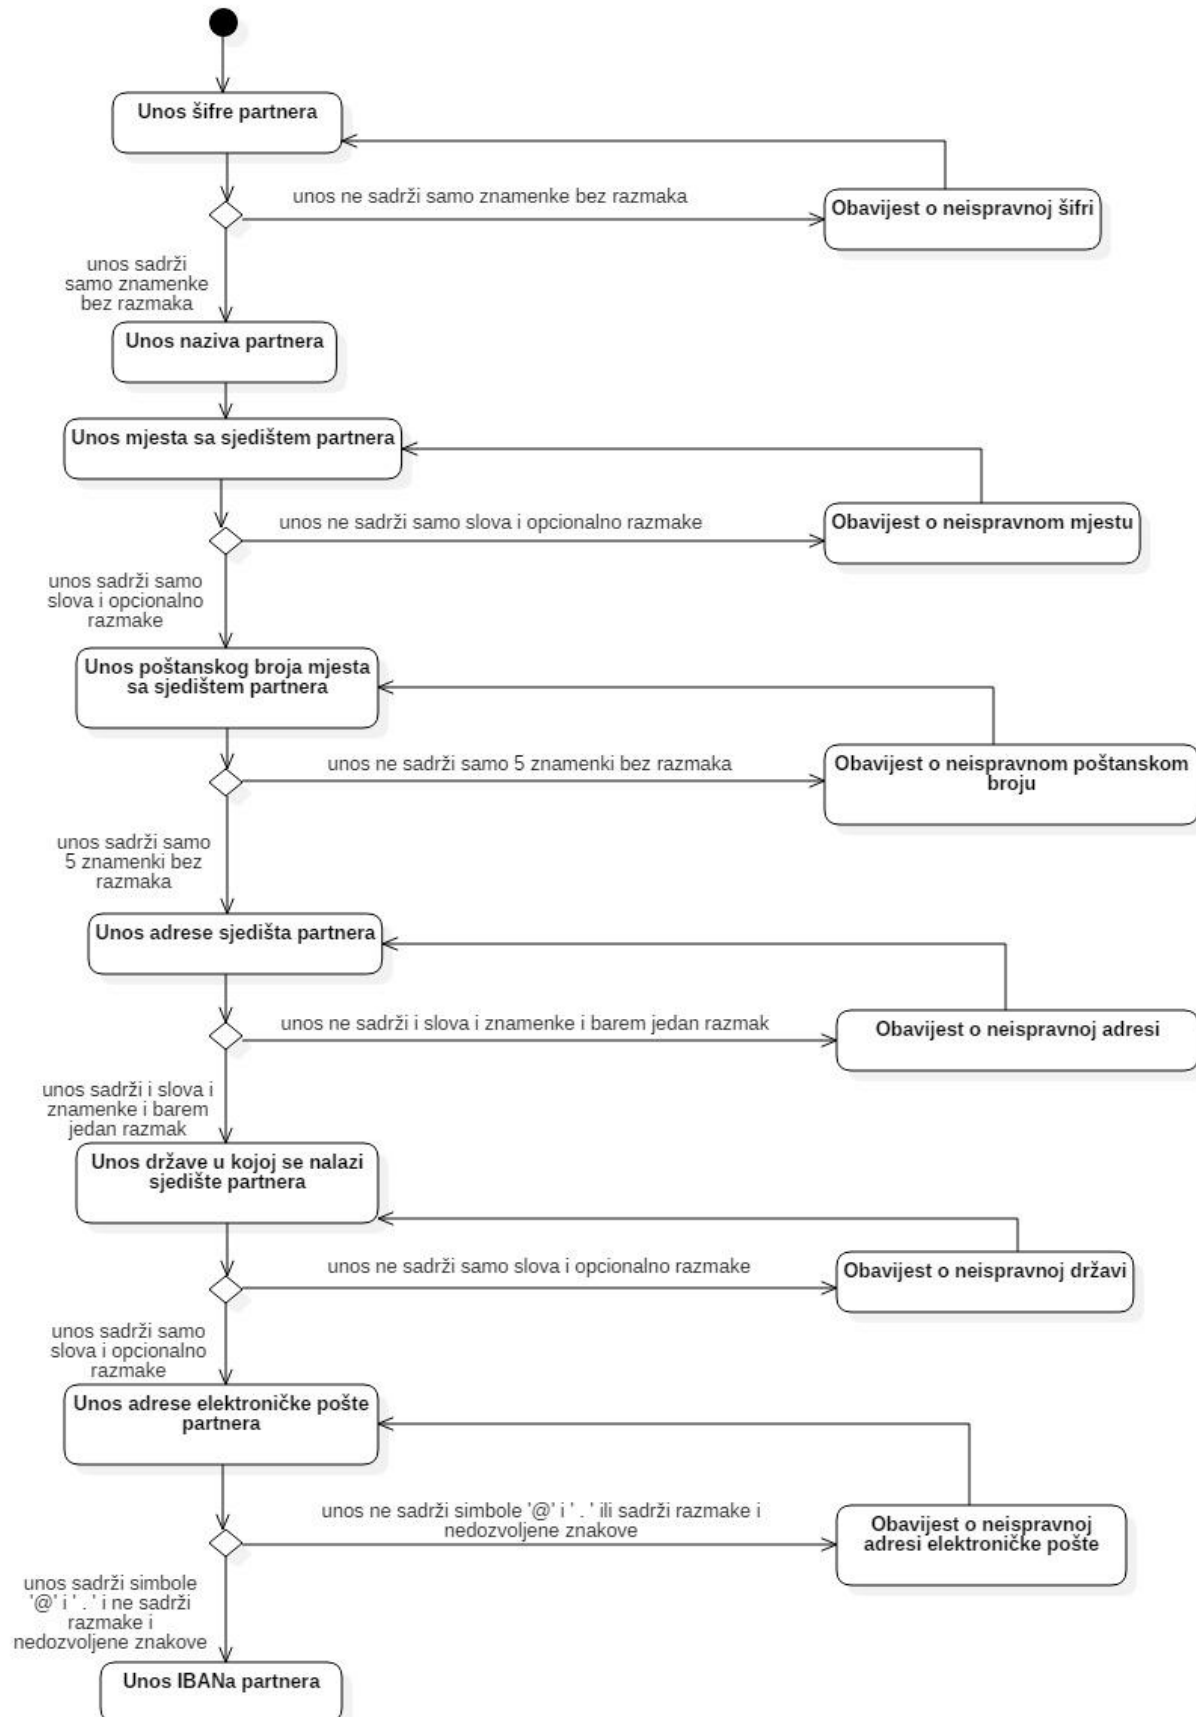 Unos šifre partnera
unos ne sadrži samo znamenke bez razmaka
Obavijest o neispravnoj šifri
unos sadrži
samo znamenke
bez razmaka
Unos naziva partnera
Unos mjesta sa sjedištem partnera
unos ne sadrži samo slova i opcionalno razmake
Obavijest o neispravnom mjestu
unos sadrži samo
slova i opcionalno
razmake
Unos poštanskog broja mjesta
sa sjedištem partnera
unos ne sadrži samo 5 znamenki bez razmaka
Obavijest o neispravnom poštanskom
broju
unos sadrži samo
5 znamenki bez
razmaka
Unos adrese sjedišta partnera
unos ne sadrži i slova i znamenke i barem jedan razmak
Obavijest o neispravnoj adresi
unos sadrži i slova i
znamenke i barem
jedan razmak
Unos države u kojoj se nalazi
sjedište partnera
unos ne sadrži samo slova i opcionalno razmake
Obavijest o neispravnoj državi
unos sadrži samo
slova i opcionalno
razmake
Unos adrese elektroničke pošte
partnera
unos ne sadrži simbole '@' i ' . ' ili sadrži razmake i
nedozvoljene znakove
Obavijest o neispravnoj
adresi elektroničke pošte
unos sadrži simbole
'@' i ' . ' i ne sadrži
razmake i
nedozvoljene znakove
Unos IBANa partnera